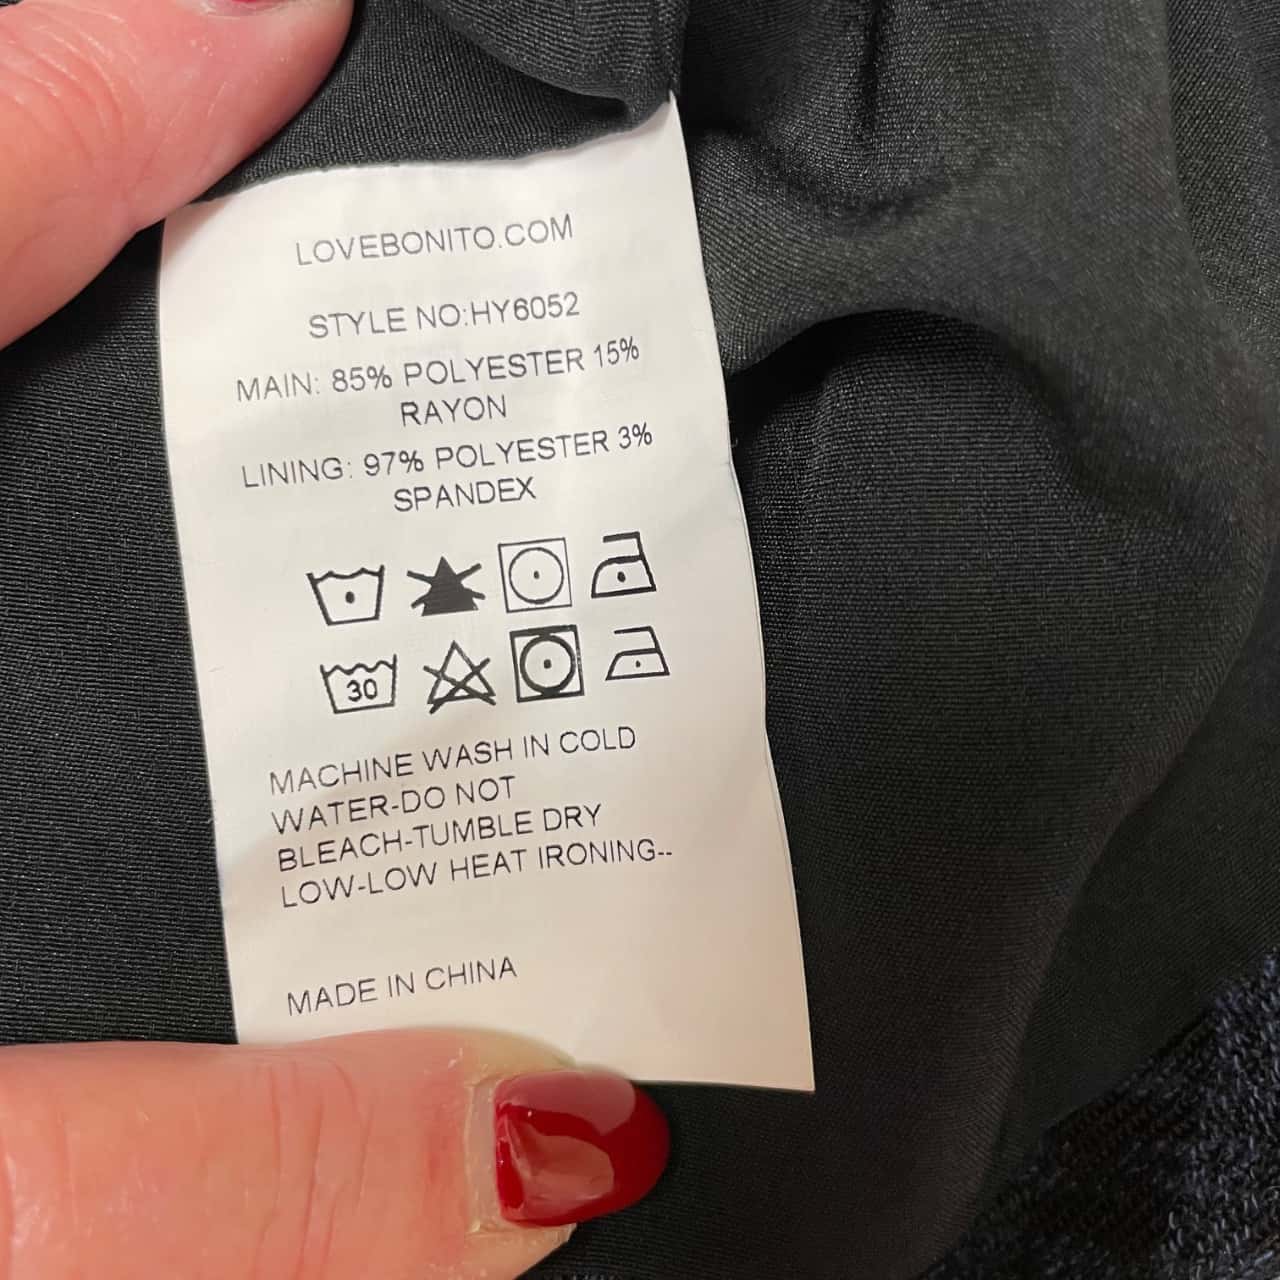 LOVEBONITO.COM
STYLE NO:HY6052
MAIN: 85% POLYESTER 15%
RAYON
LINING: 97% POLYESTER 3%
SPANDEX
30
MACHINE WASH IN COLD
WATER-DO NOT
BLEACH-TUMBLE DRY
LOW-LOW HEAT IRONING--
MADE IN CHINA